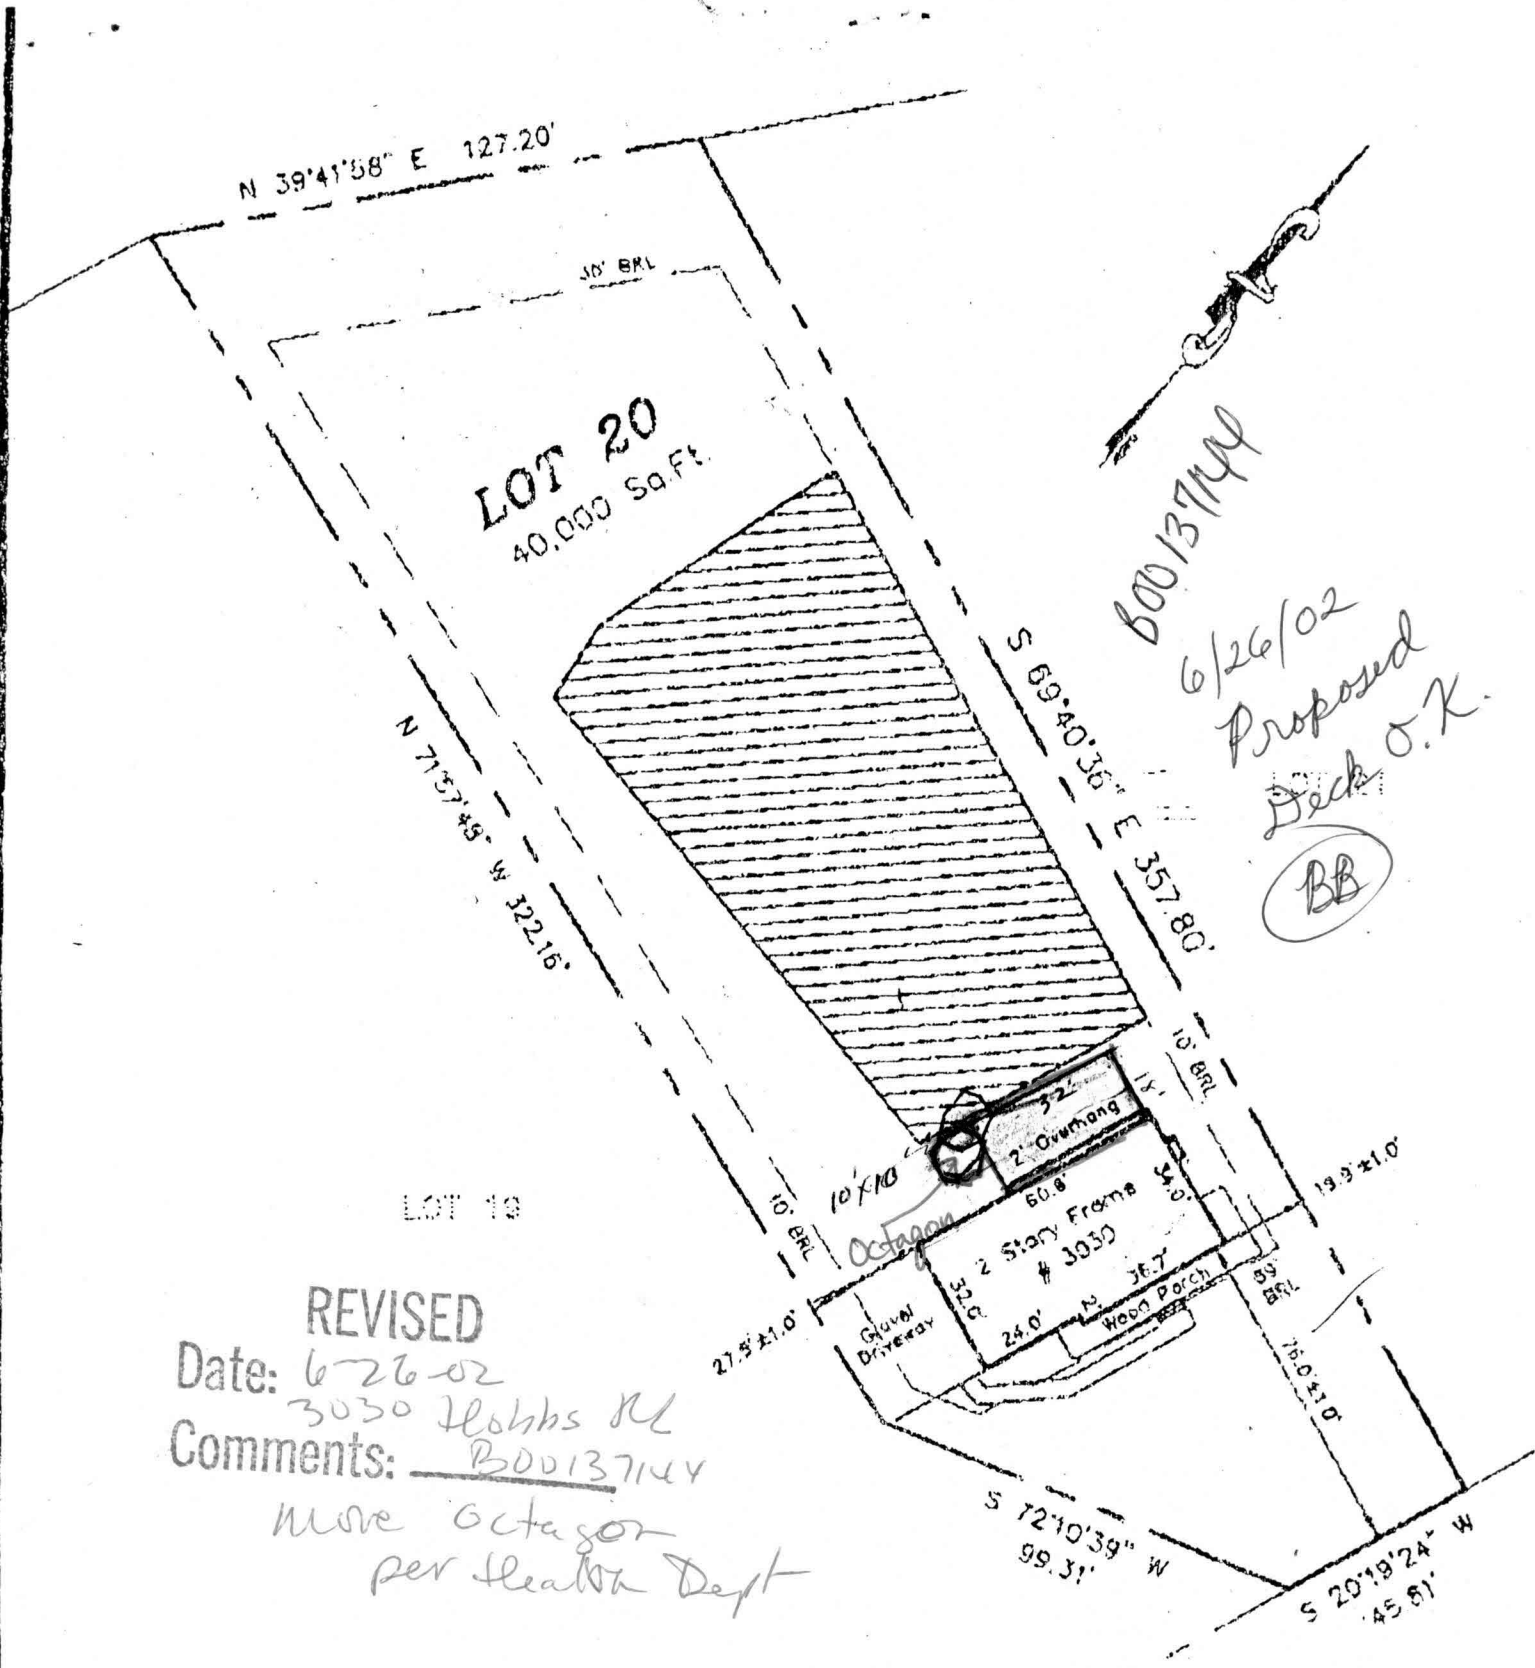 N 39°41'58" E 127.20'
30' BRL
LOT 20
40,000 Sq.Ft.
B00137144
6/26/02
Proposed
Deck O.K.
BB
S 69°40'36" E 357.80'
N 71°57'49" W 322.16'
10' BRL
32'
18'
2' Overhang
10'X10
Octagon
60.8'
34.0'
2 Story Frame
# 3030
32.0'
36.7'
24.0'
Wood Porch
10' BRL
19.9'±1.0'
27.5'±1.0'
Gravel
Driveway
BRL
76.0'±1.0'
LOT 19
REVISED
Date: 6-26-02
3030 Hobbs Rd
Comments: B00137144
Move Octagon
per Health Dept
S 72°10'39" W
99.31'
S 20°19'24" W
45.81'